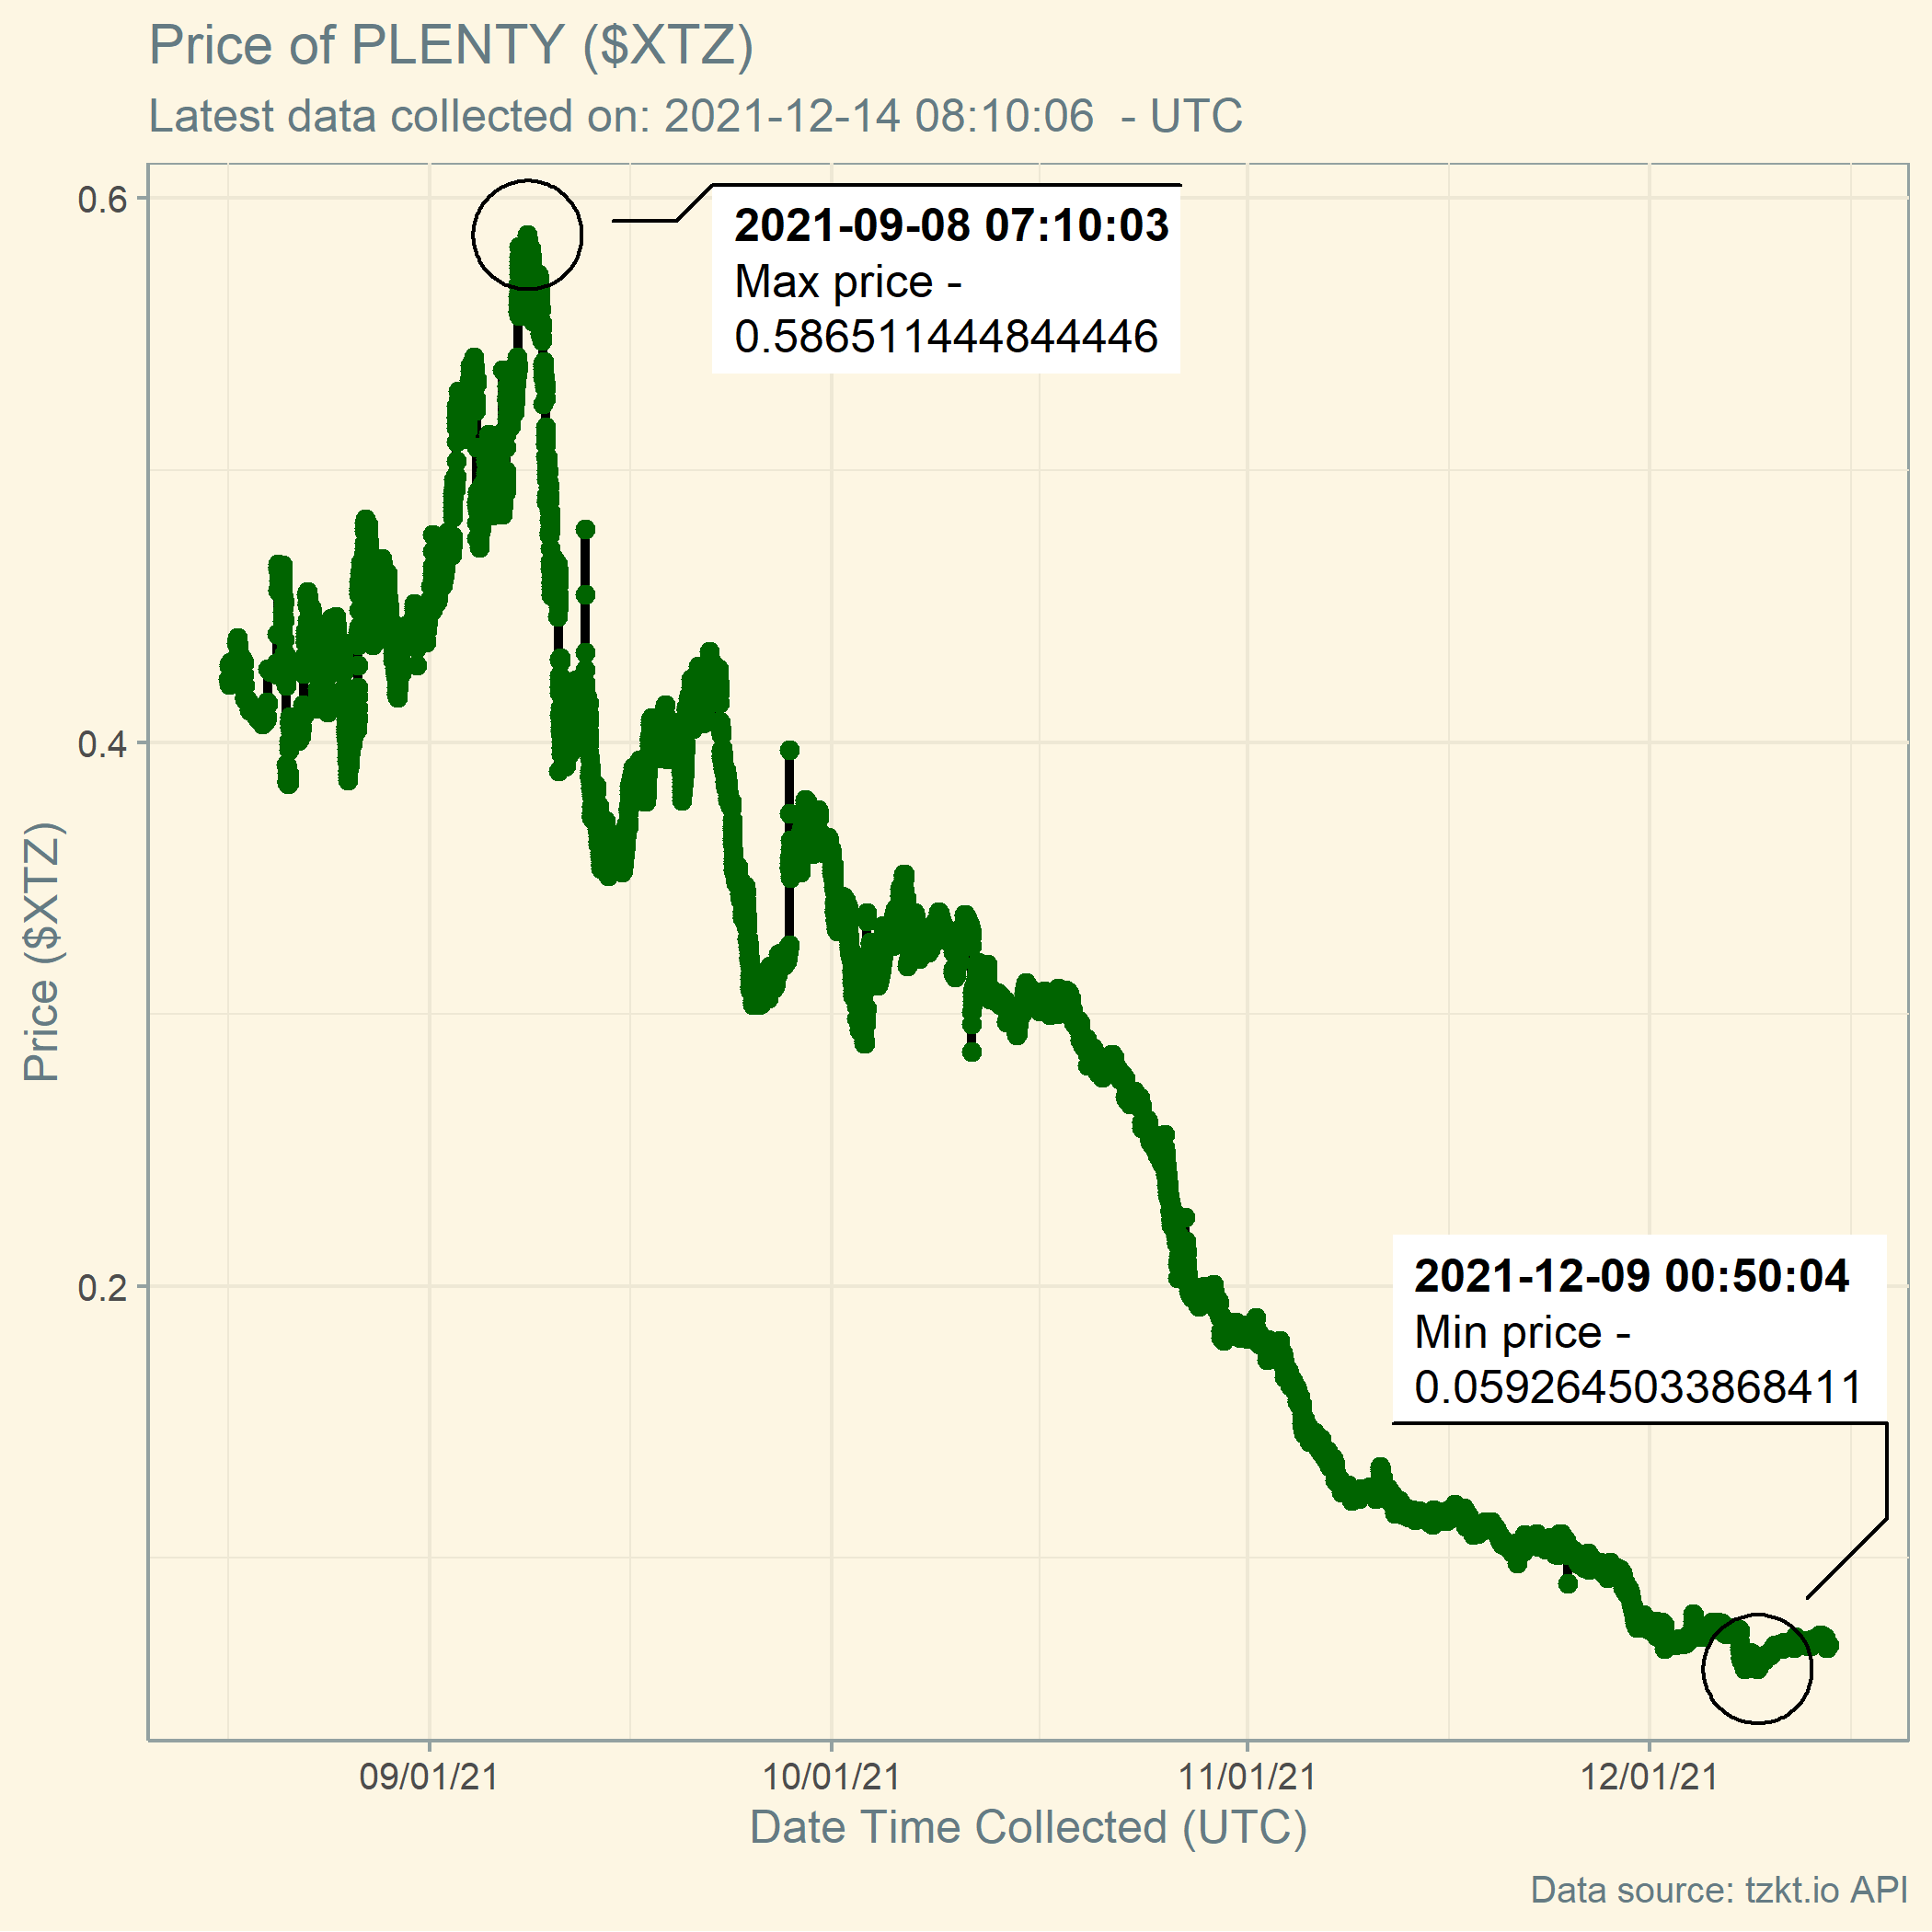 Price of PLENTY ($XTZ)
Latest data collected on: 2021-12-14 08:10:06  - UTC
0.6
2021-09-08 07:10:03
Max price -
0.586511444844446
0.4
Price ($XTZ)
0.2
2021-12-09 00:50:04
Min price -
0.0592645033868411
09/01/21
10/01/21
11/01/21
12/01/21
Date Time Collected (UTC)
Data source: tzkt.io API